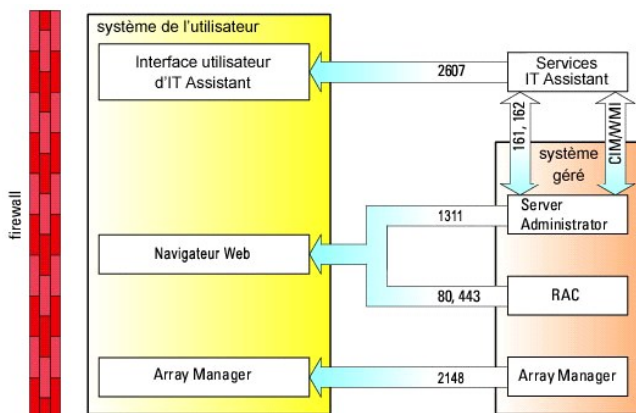 firewall
système de l'utilisateur
Interface utilisateur
d'IT Assistant
2607
Services
IT Assistant
161, 162
CIM/WMI
système
géré
1311
Server
Administrator
Navigateur Web
80, 443
RAC
Array Manager
2148
Array Manager